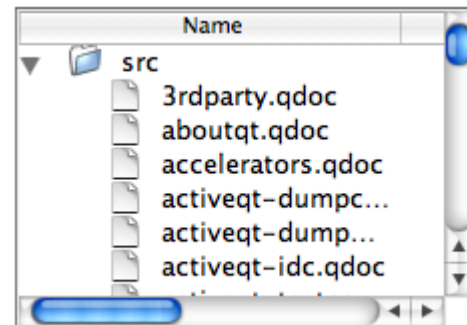 Name
src
3rdparty.qdoc
aboutqt.qdoc
accelerators.qdoc
activeqt-dumpc...
activeqt-dump...
activeqt-idc.qdoc